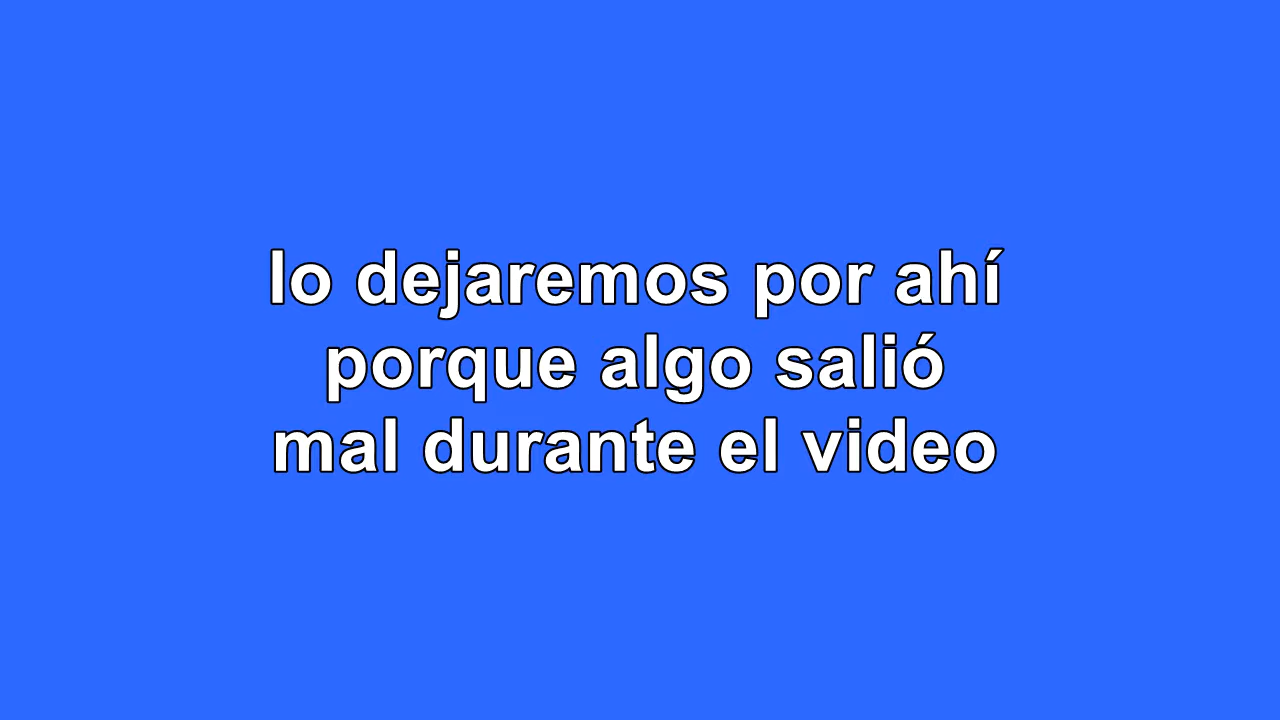 lo dejaremos por ahí
porque algo salió
mal durante el video